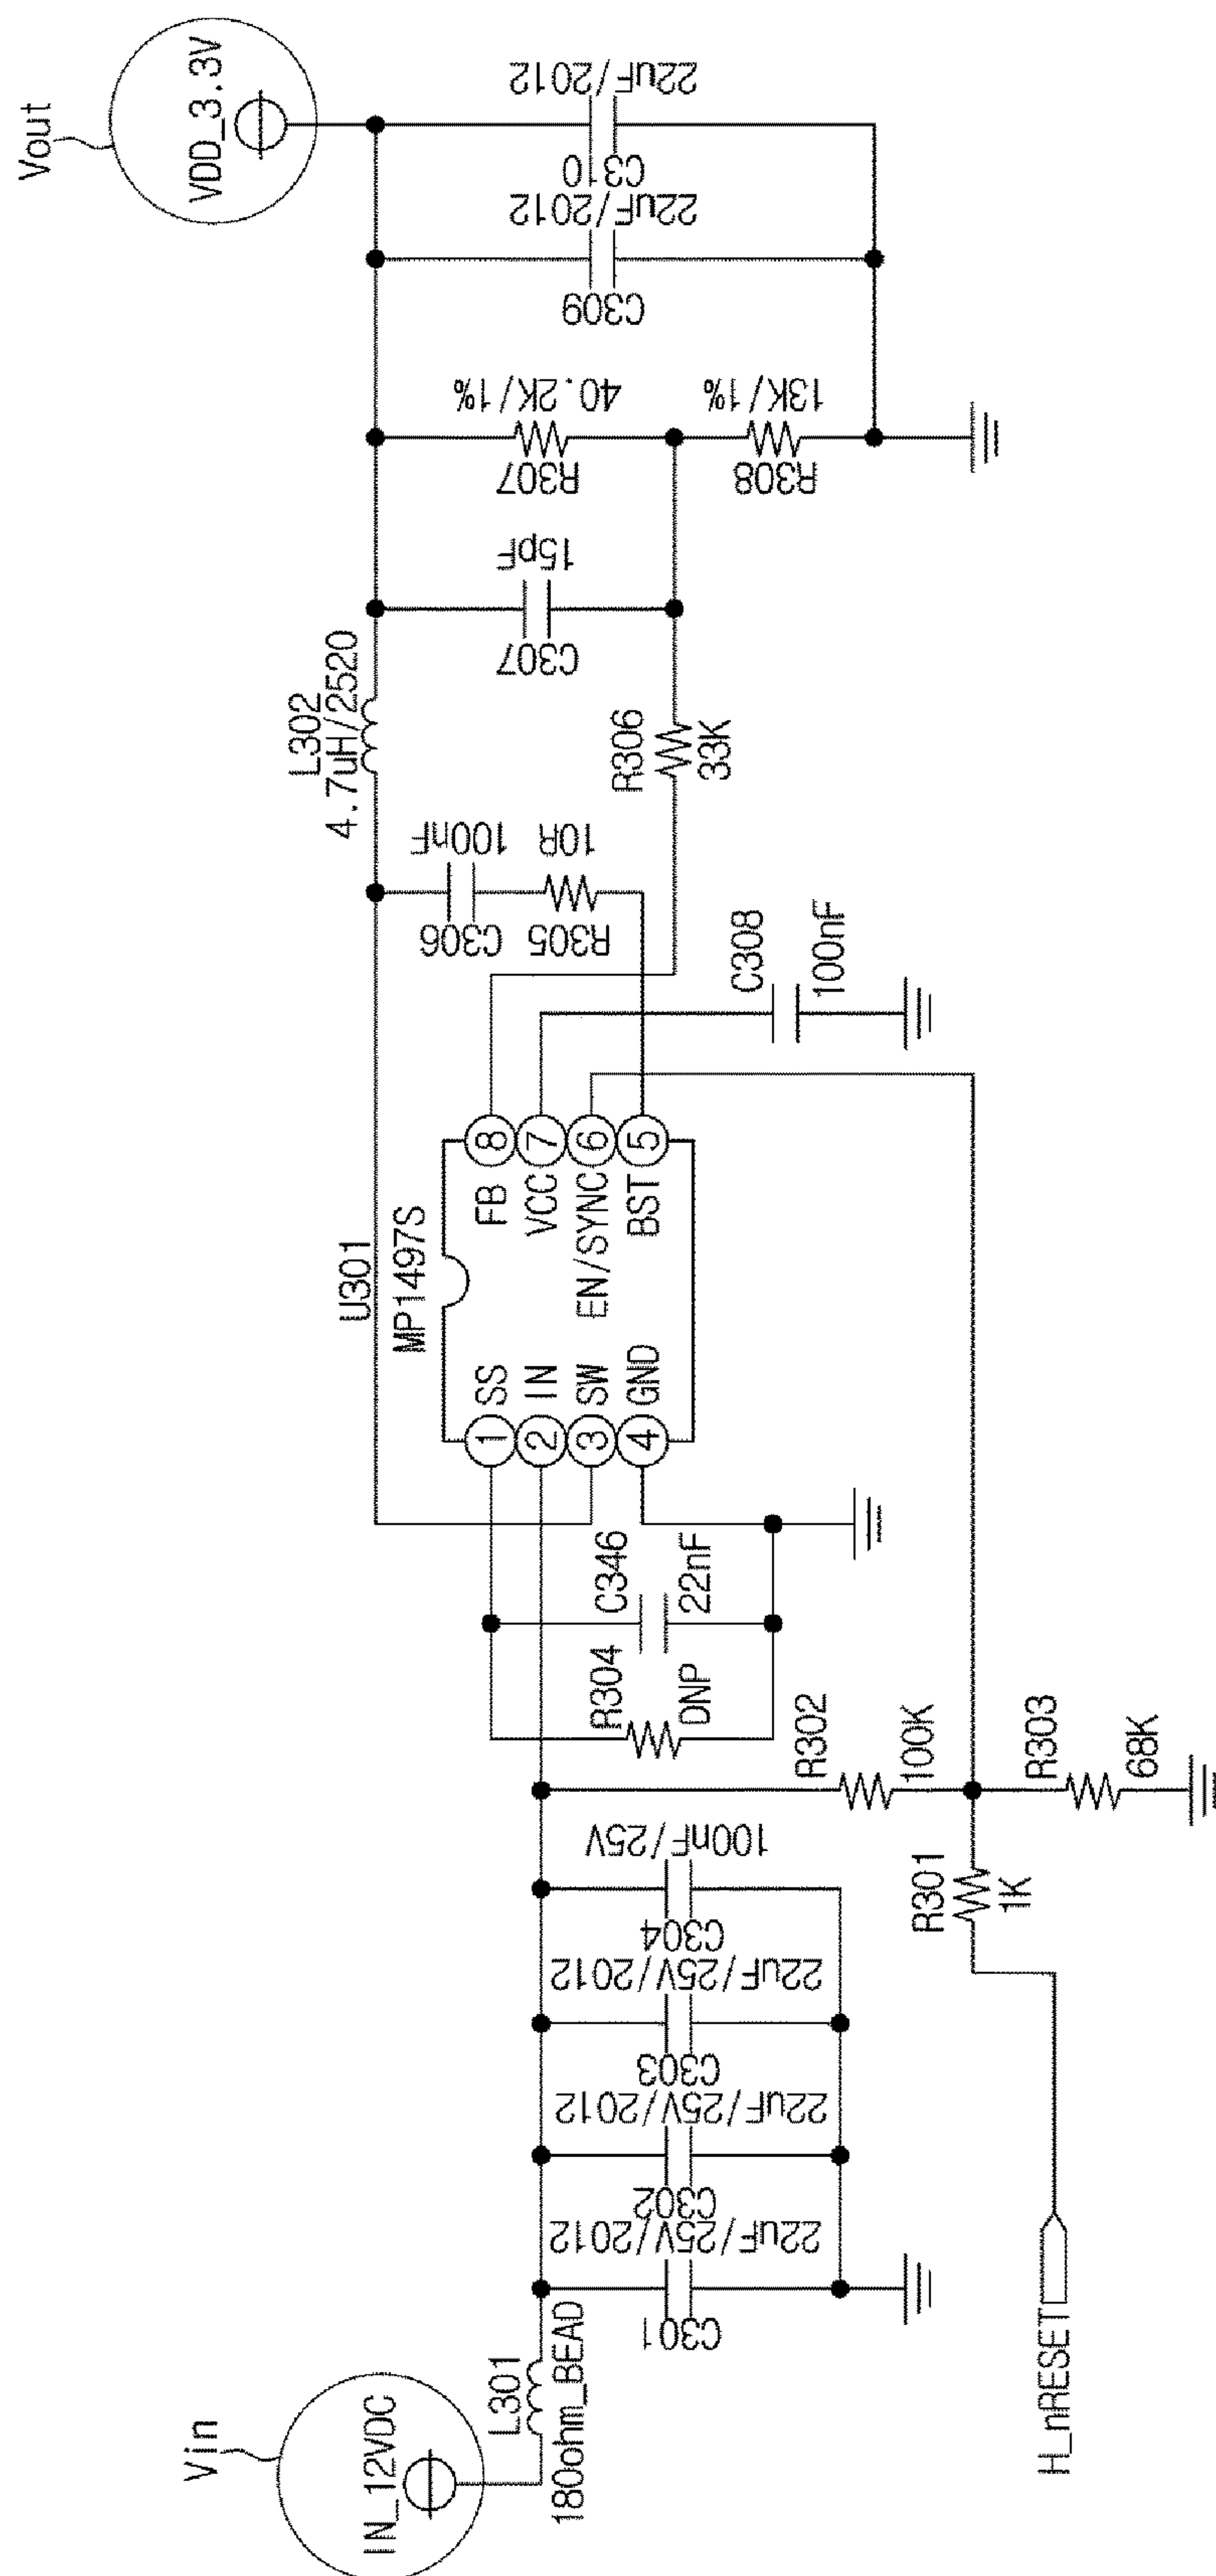 Vin
IN_12VDC
L301
180ohm_BEAD
C301
22uF/25V/2012
C302
22uF/25V/2012
C303
22uF/25V/2012
C304
100nF/25V
H_nRESET
R301
1K
R302
100K
R303
68K
R304
DNP
C346
22nF
U301
MP1497S
1
SS
2
IN
3
SW
4
GND
8
FB
7
VCC
6
EN/SYNC
5
BST
C308
100nF
C306
100nF
R305
10R
L302
4.7uH/2520
R306
33K
C307
15pF
R307
40.2K/1%
R308
13K/1%
C309
22uF/2012
C310
22uF/2012
Vout
VDD_3.3V